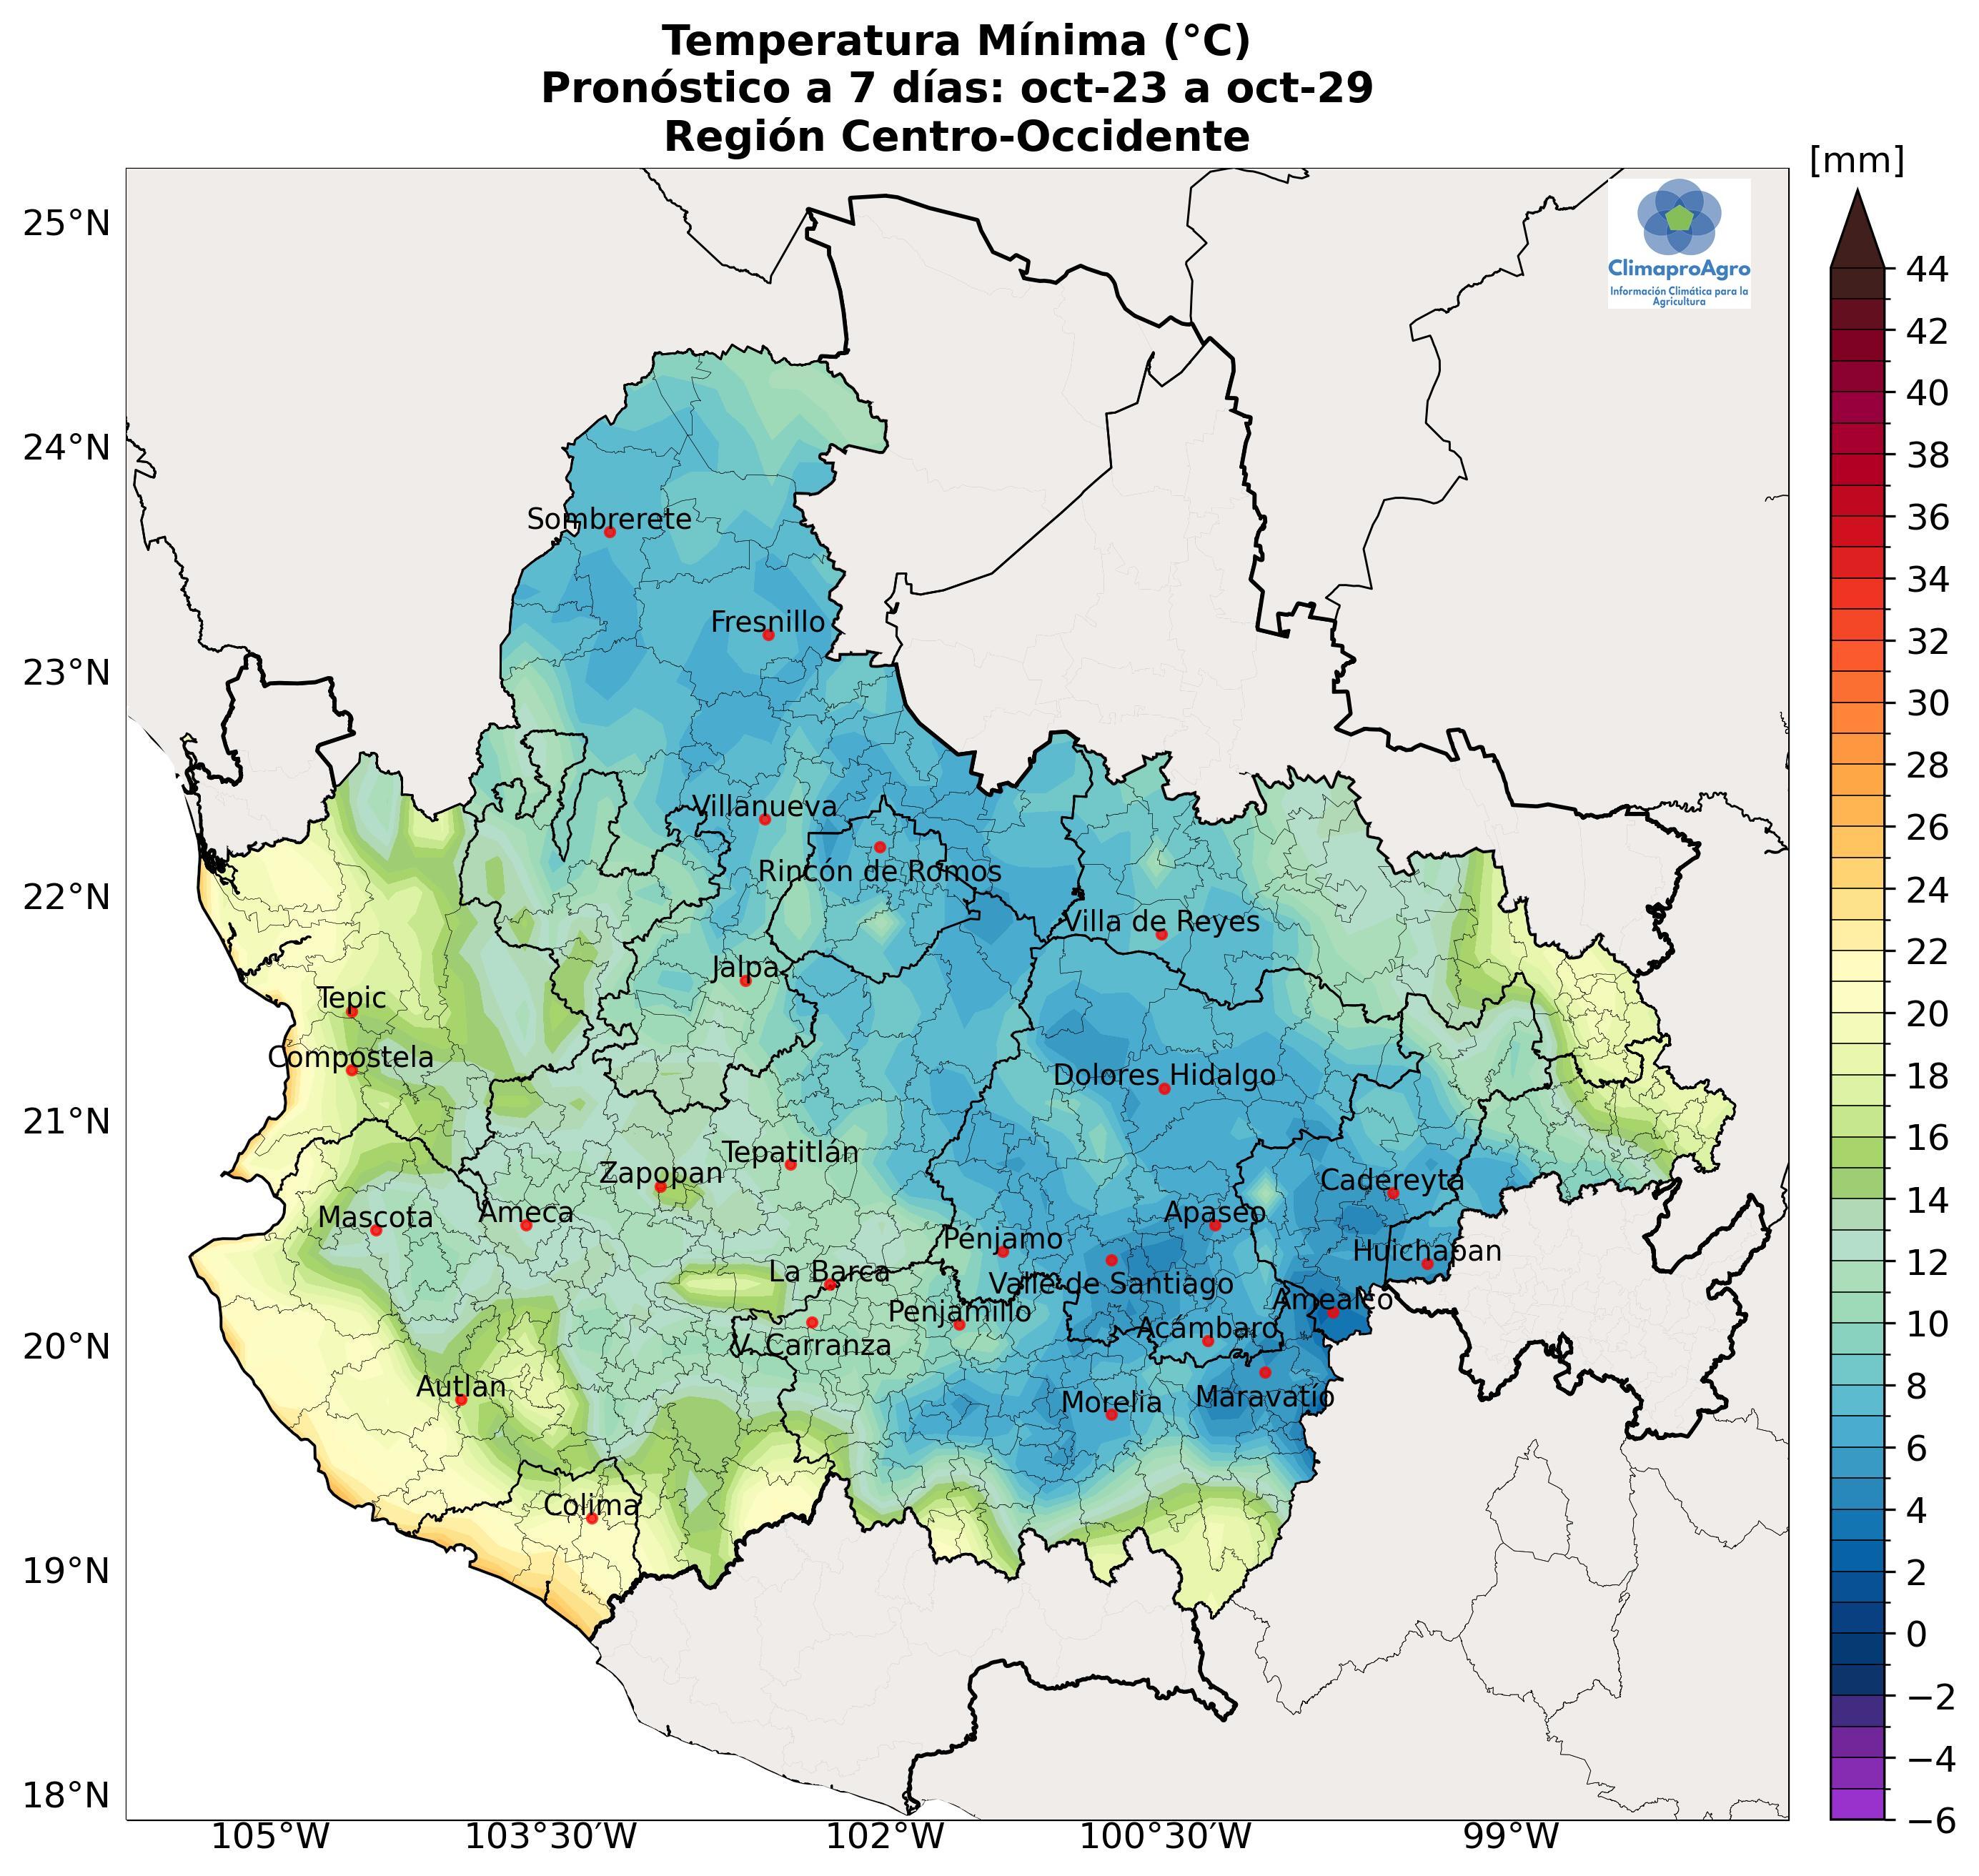 Temperatura Mínima (°C)
Pronóstico a 7 días: oct-23 a oct-29
Región Centro-Occidente
[mm]
ClimaproAgro
Información Climática para la
Agricultura
25°N
24°N
23°N
22°N
21°N
20°N
19°N
18°N
44
42
40
38
36
34
32
30
28
26
24
22
20
18
16
14
12
10
8
6
4
2
0
−2
−4
−6
Sombrerete
Fresnillo
Villanueva
Rincón de Romos
Villa de Reyes
Jalpa
Tepic
Compostela
Dolores Hidalgo
Tepatitlán
Zapopan
Cadereyta
Mascota
Ameca
Apaseo
Pénjamo
Huichapan
La Barca
Valle de Santiago
Amealco
Penjamillo
Acámbaro
V. Carranza
Autlan
Morelia
Maravatío
Colima
105°W
103°30'W
102°W
100°30'W
99°W